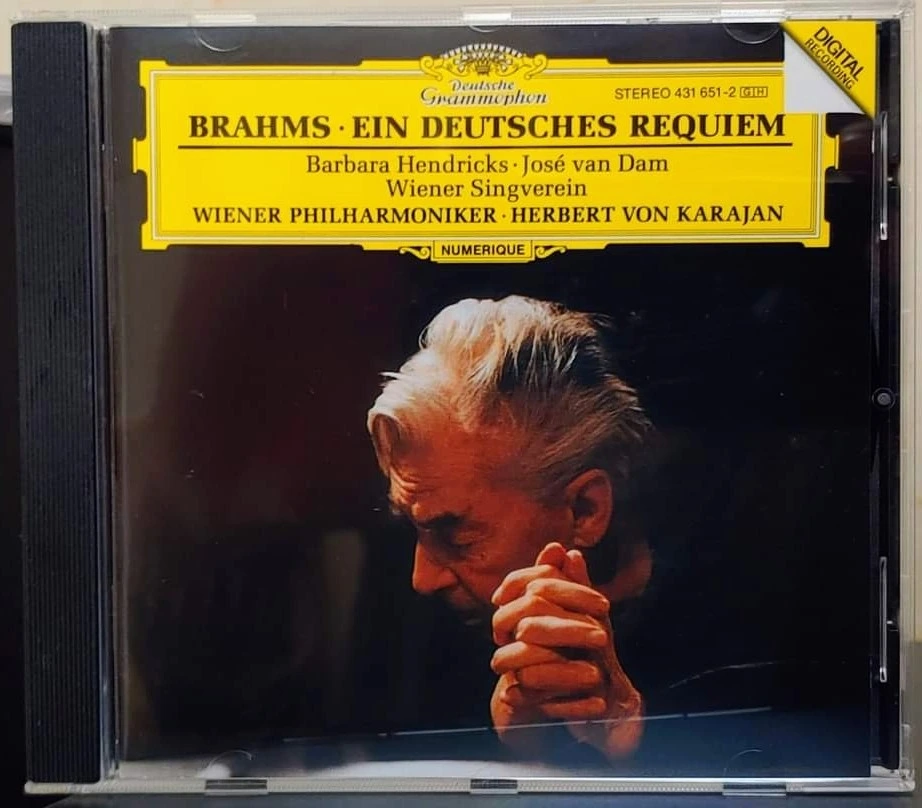 DIGITAL
RECORDING
Deutsche
Grammophon
STEREO 431 651-2 GH
BRAHMS · EIN DEUTSCHES REQUIEM
Barbara Hendricks · José van Dam
Wiener Singverein
WIENER PHILHARMONIKER · HERBERT VON KARAJAN
NUMERIQUE